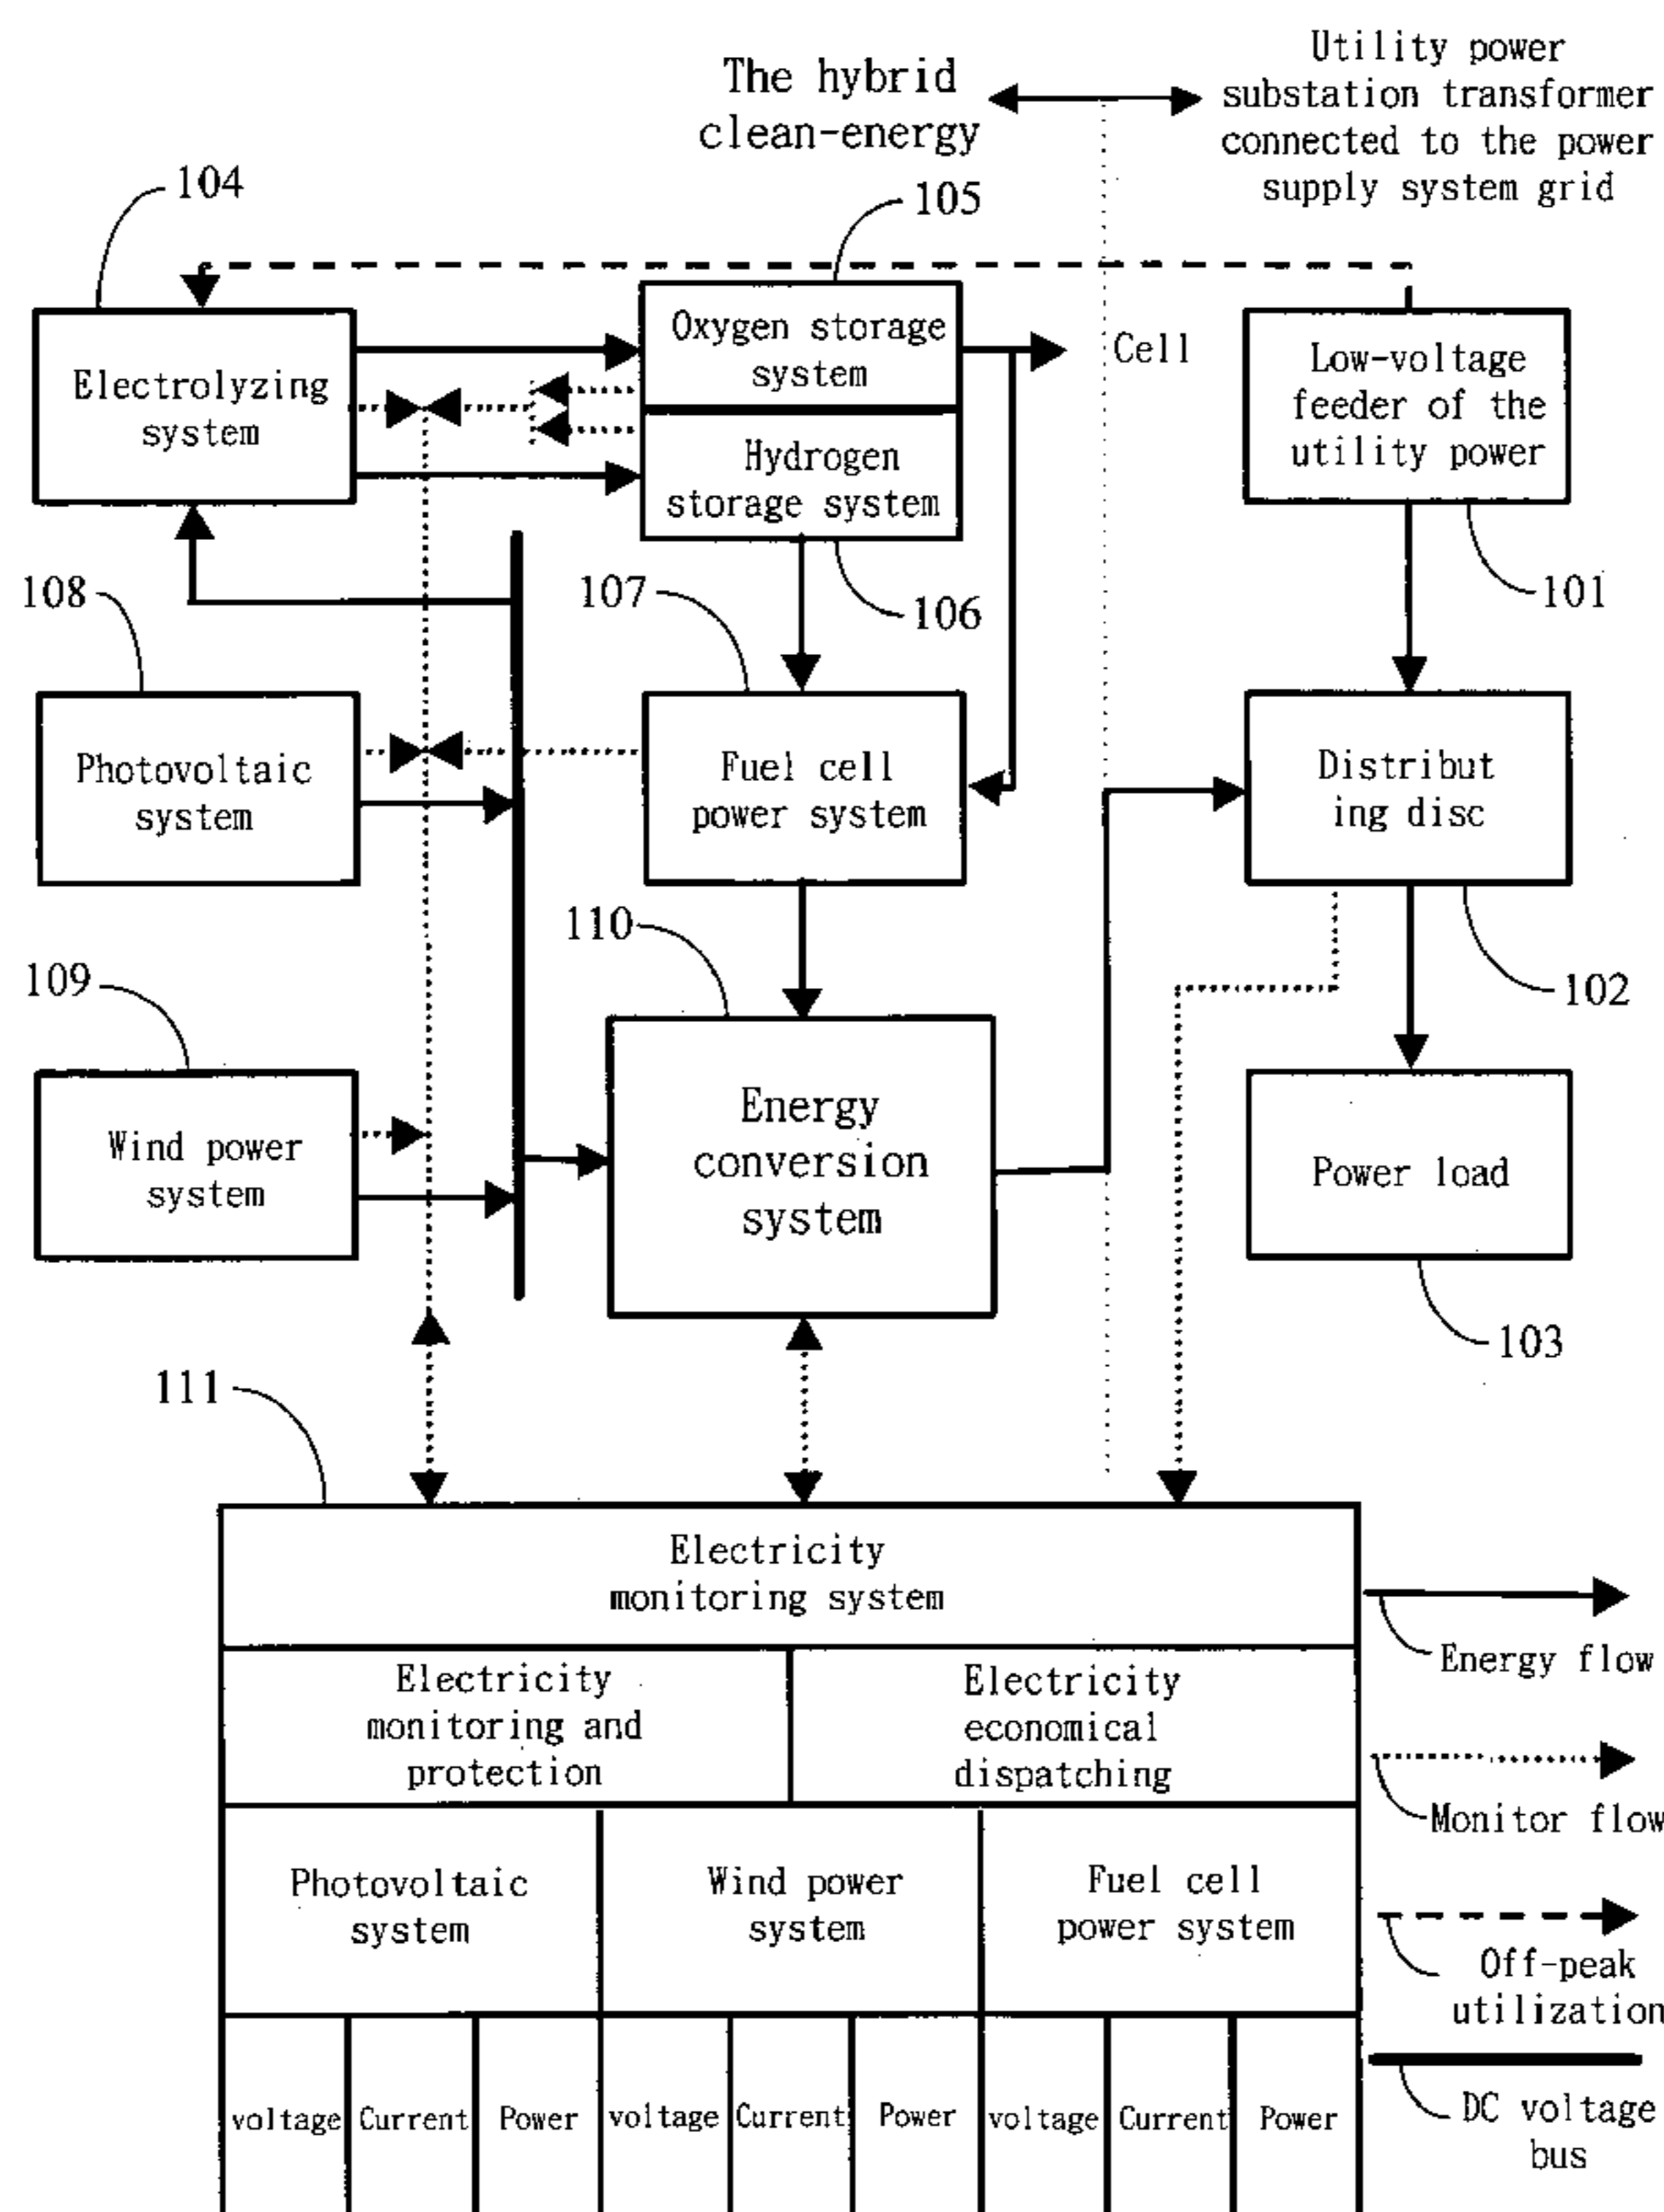 The hybrid
clean-energy
Utility power
substation transformer
connected to the power
supply system grid
104
105
Electrolyzing
system
Oxygen storage
system
Cell
Low-voltage
feeder of the
utility power
Hydrogen
storage system
108
107
106
101
Photovoltaic
system
Fuel cell
power system
Distribut
ing disc
110
109
102
Wind power
system
Energy
conversion
system
Power load
103
111
Electricity
monitoring system
Energy flow
Electricity
monitoring and
protection
Electricity
economical
dispatching
Monitor flow
Photovoltaic
system
Wind power
system
Fuel cell
power system
Off-peak
utilization
voltage
Current
Power
voltage
Current
Power
voltage
Current
Power
DC voltage
bus